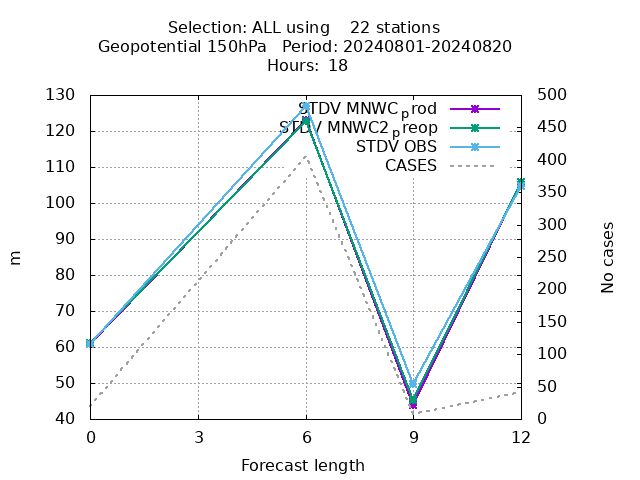 Selection: ALL using    22 stations
Geopotential 150hPa   Period: 20240801-20240820
Hours:  18
130
120
110
100
90
80
70
60
50
40
500
450
400
350
300
250
200
150
100
50
0
STDV MNWC_prod
STDV MNWC2_preop
STDV OBS
CASES
m
No cases
0
3
6
9
12
Forecast length